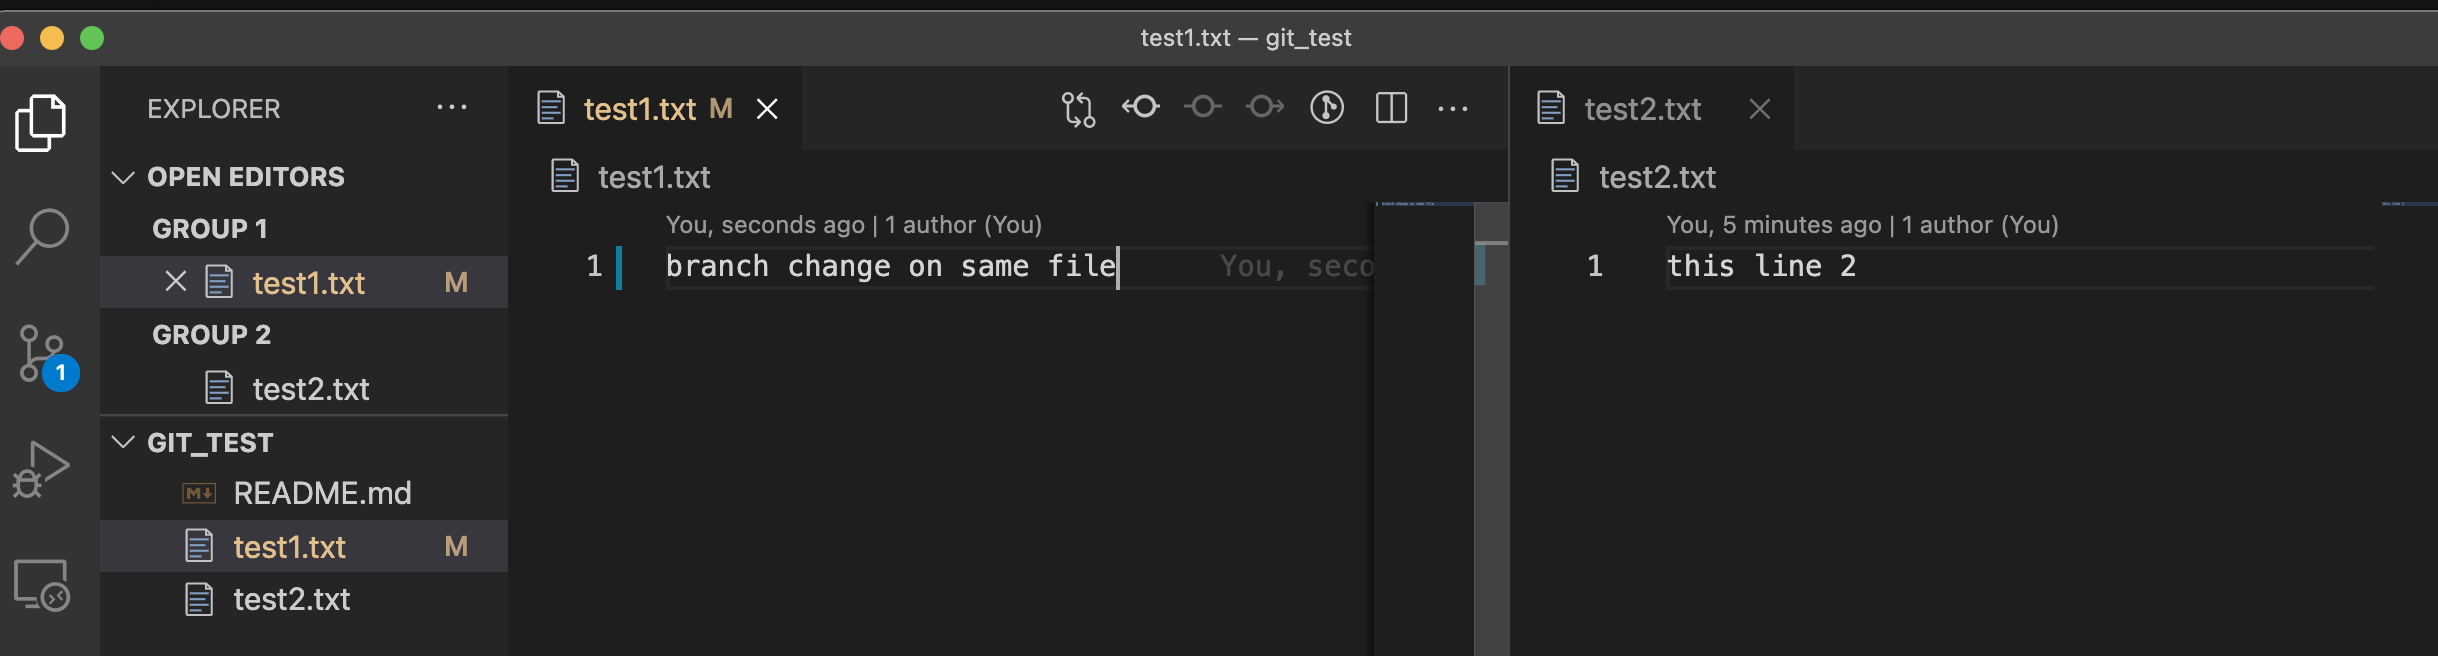 test1.txt — git_test
EXPLORER
OPEN EDITORS
GROUP 1
test1.txt M
GROUP 2
test2.txt
GIT_TEST
README.md
test1.txt M
test2.txt
1
test1.txt M
test1.txt
You, seconds ago | 1 author (You)
1 branch change on same file You, seco
test2.txt
test2.txt
You, 5 minutes ago | 1 author (You)
1 this line 2